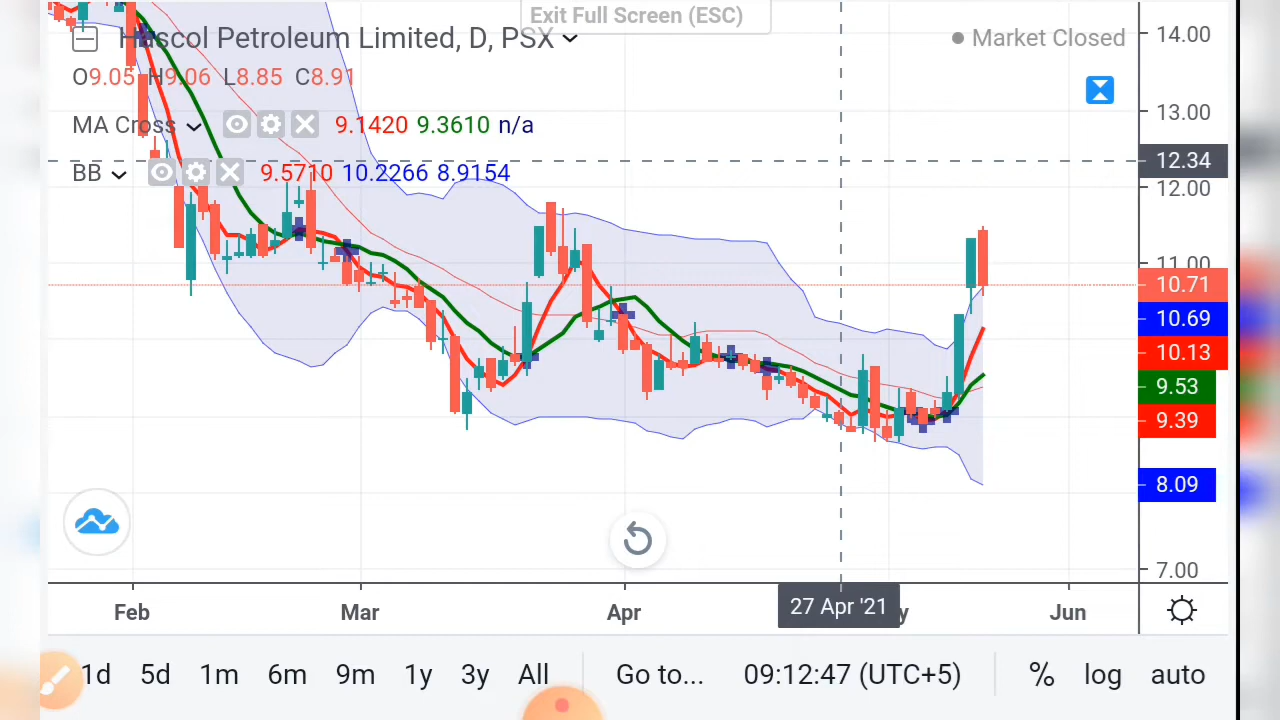 Exit Full Screen (ESC)
Hascol Petroleum Limited, D, PSX
Market Closed
O9.05 H9.06 L8.85 C8.91
MA Cross 9.1420 9.3610 n/a
BB 9.5710 10.2266 8.9154
14.00
13.00
12.34
12.00
11.00
10.71
10.69
10.13
9.53
9.39
8.09
7.00
Feb Mar Apr 27 Apr '21 Jun
1d 5d 1m 6m 9m 1y 3y All Go to... 09:12:47 (UTC+5) % log auto